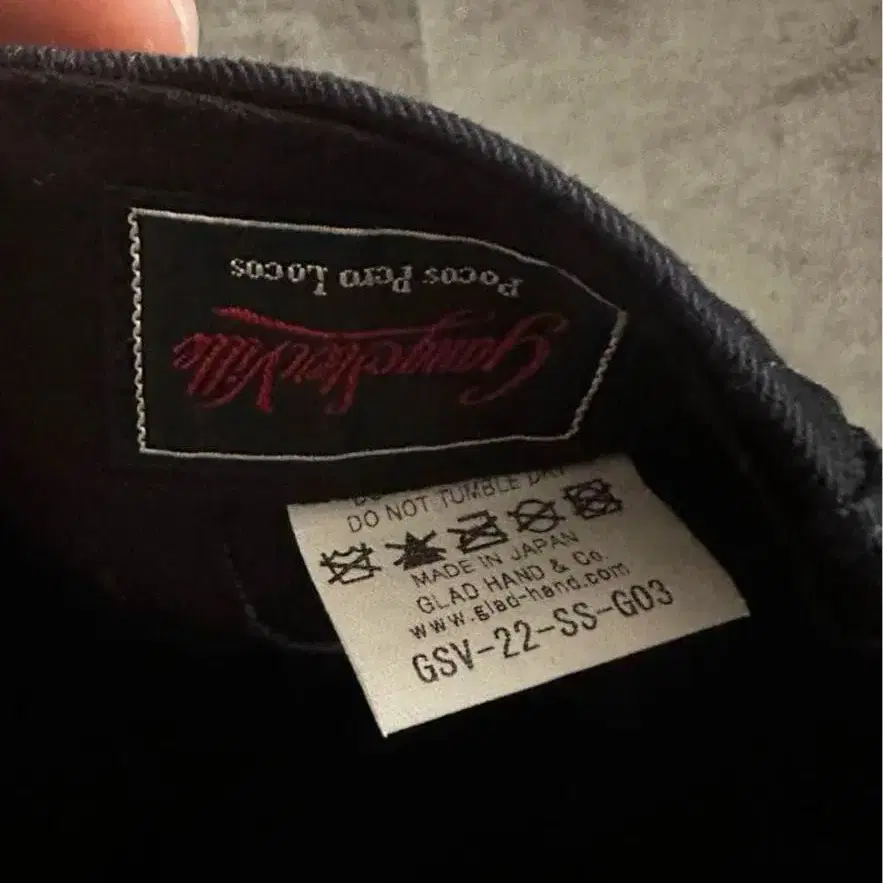 GangsterVille
Pocos Pero Locos
DO NOT TUMBLE DRY
MADE IN JAPAN
GLAD HAND & Co.
www.glad-hand.com
GSV-22-SS-G03